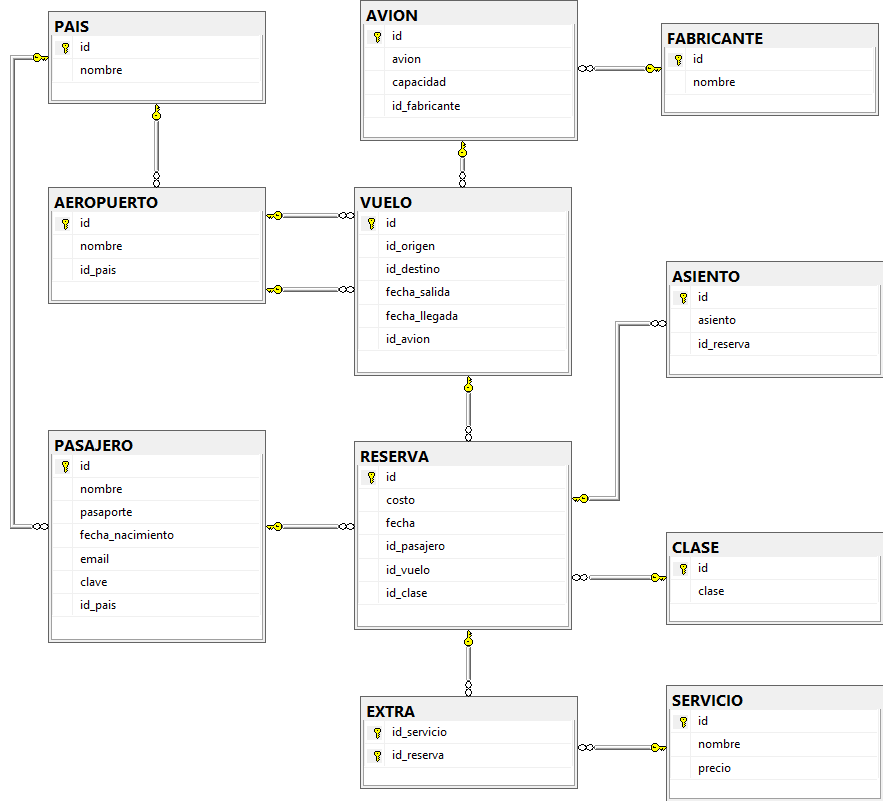 PAIS
id
nombre
AVION
id
avion
capacidad
id_fabricante
FABRICANTE
id
nombre
AEROPUERTO
id
nombre
id_pais
VUELO
id
id_origen
id_destino
fecha_salida
fecha_llegada
id_avion
ASIENTO
id
asiento
id_reserva
PASAJERO
id
nombre
pasaporte
fecha_nacimiento
email
clave
id_pais
RESERVA
id
costo
fecha
id_pasajero
id_vuelo
id_clase
CLASE
id
clase
EXTRA
id_servicio
id_reserva
SERVICIO
id
nombre
precio